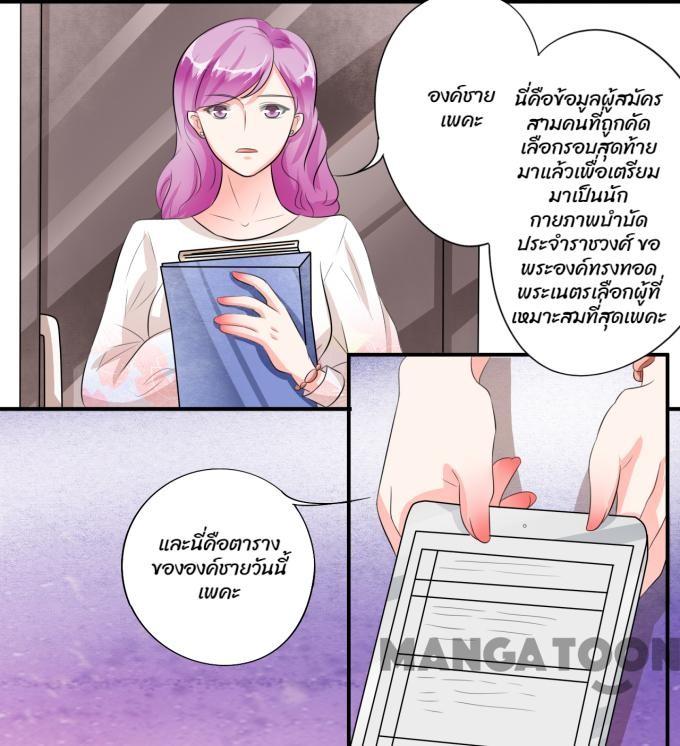 องค์ชาย
เพคะ
นี่คือข้อมูลผู้สมัคร
สามคนที่ถูกคัด
เลือกรอบสุดท้าย
มาแล้วเพื่อเตรียม
มาเป็นนัก
กายภาพบำบัด
ประจำราชวงศ์ ขอ
พระองค์ทรงทอด
พระเนตรเลือกผู้ที่
เหมาะสมที่สุดเพคะ
และนี่คือตาราง
ขององค์ชายวันนี้
เพคะ
MANGATOON